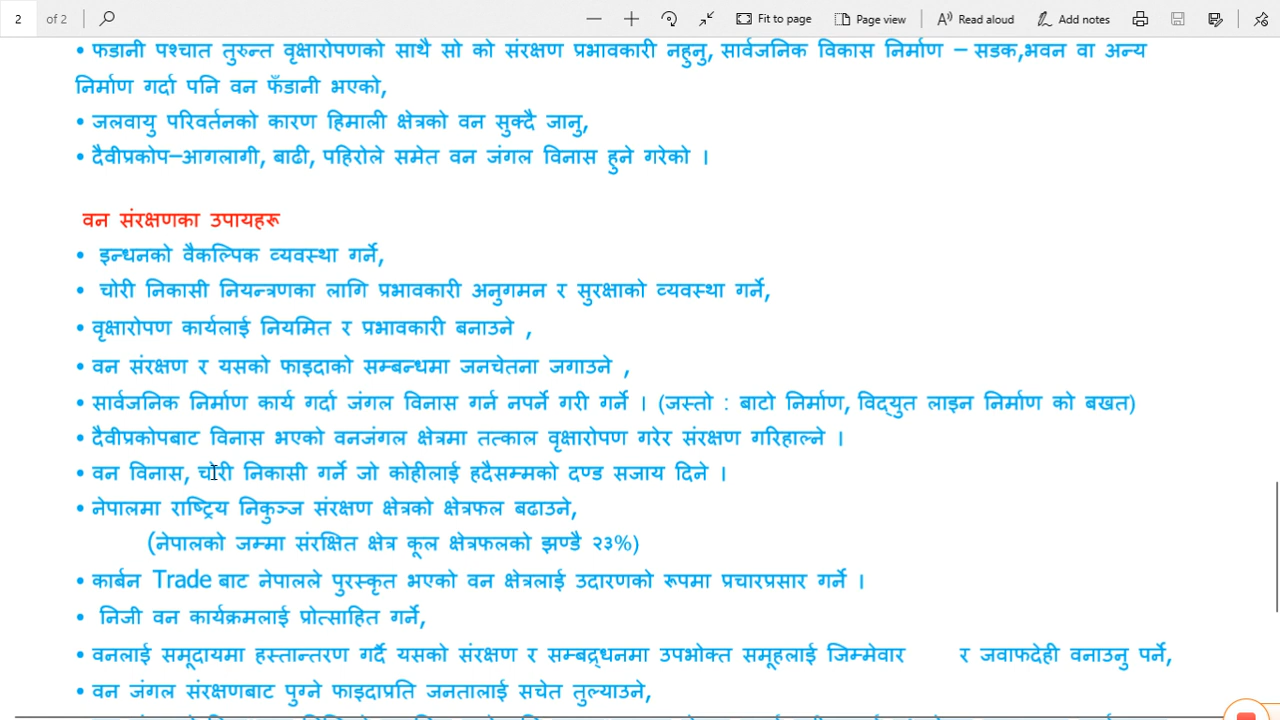 2 of 2 Fit to page Page view Read aloud Add notes
• फडानी पश्चात तुरुन्त वृक्षारोपणको साथै सो को संरक्षण प्रभावकारी नहुनु, सार्वजनिक विकास निर्माण – सडक,भवन वा अन्य
निर्माण गर्दा पनि वन फँडानी भएको,
• जलवायु परिवर्तनको कारण हिमाली क्षेत्रको वन सुक्दै जानु,
• दैवीप्रकोप–आगलागी, बाढी, पहिरोले समेत वन जंगल विनास हुने गरेको ।
वन संरक्षणका उपायहरू
• इन्धनको वैकल्पिक व्यवस्था गर्ने,
• चोरी निकासी नियन्त्रणका लागि प्रभावकारी अनुगमन र सुरक्षाको व्यवस्था गर्ने,
• वृक्षारोपण कार्यलाई नियमित र प्रभावकारी बनाउने ,
• वन संरक्षण र यसको फाइदाको सम्बन्धमा जनचेतना जगाउने ,
• सार्वजनिक निर्माण कार्य गर्दा जंगल विनास गर्न नपर्ने गरी गर्ने । (जस्तो : बाटो निर्माण, विद्युत लाइन निर्माण को बखत)
• दैवीप्रकोपबाट विनास भएको वनजंगल क्षेत्रमा तत्काल वृक्षारोपण गरेर संरक्षण गरिहाल्ने ।
• वन विनास, चोरी निकासी गर्ने जो कोहीलाई हदैसम्मको दण्ड सजाय दिने ।
• नेपालमा राष्ट्रिय निकुञ्ज संरक्षण क्षेत्रको क्षेत्रफल बढाउने,
(नेपालको जम्मा संरक्षित क्षेत्र कूल क्षेत्रफलको झण्डै २३%)
• कार्बन Trade बाट नेपालले पुरस्कृत भएको वन क्षेत्रलाई उदारणको रूपमा प्रचारप्रसार गर्ने ।
• निजी वन कार्यक्रमलाई प्रोत्साहित गर्ने,
• वनलाई समूदायमा हस्तान्तरण गर्दै यसको संरक्षण र सम्बद्र्धनमा उपभोक्त समूहलाई जिम्मेवार र जवाफदेही वनाउनु पर्ने,
• वन जंगल संरक्षणबाट पुग्ने फाइदाप्रति जनतालाई सचेत तुल्याउने,